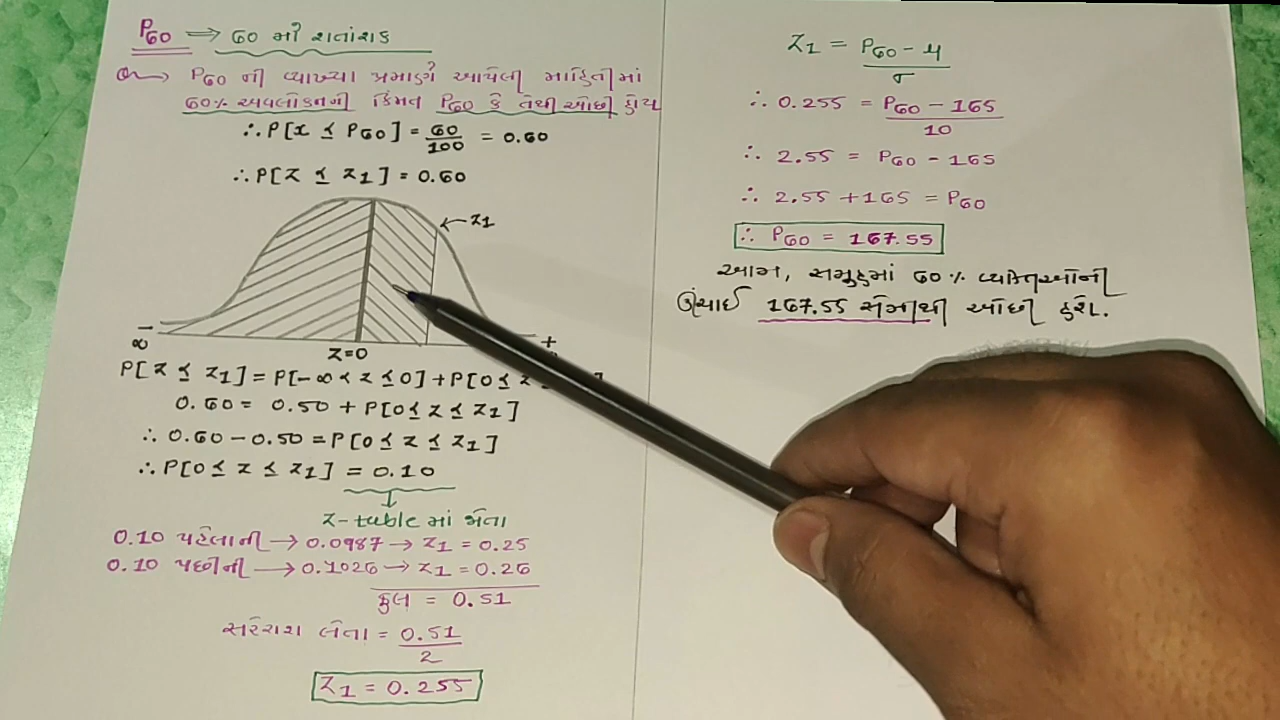 P60 ⟹ 60 મો શતાંશક
P60 ની વ્યાખ્યા પ્રમાણે આપેલી માહિતીમાં
60% અવલોકનની કિંમત P60 કે તેથી ઓછી હોય
∴ P[x ≤ P60] = 60/100 = 0.60
∴ P[Z ≤ Z1] = 0.60
← Z1
-∞ Z=0 +
P[Z ≤ Z1] = P[-∞ < Z ≤ 0] + P[0 ≤ Z
0.60 = 0.50 + P[0 ≤ Z ≤ Z1]
∴ 0.60 - 0.50 = P[0 ≤ Z ≤ Z1]
∴ P[0 ≤ Z ≤ Z1] = 0.10
Z-table માં જોતા
0.10 પહેલાની → 0.0987 → Z1 = 0.25
0.10 પછીની → 0.1026 → Z1 = 0.26
કુલ = 0.51
સરેરાશ લેતા = 0.51/2
Z1 = 0.255
Z1 = P60 - μ/σ
∴ 0.255 = P60 - 165/10
∴ 2.55 = P60 - 165
∴ 2.55 + 165 = P60
∴ P60 = 167.55
આમ, સમૂહમાં 60% વ્યક્તિઓની
ઊંચાઈ 167.55 સેમીથી ઓછી હશે.